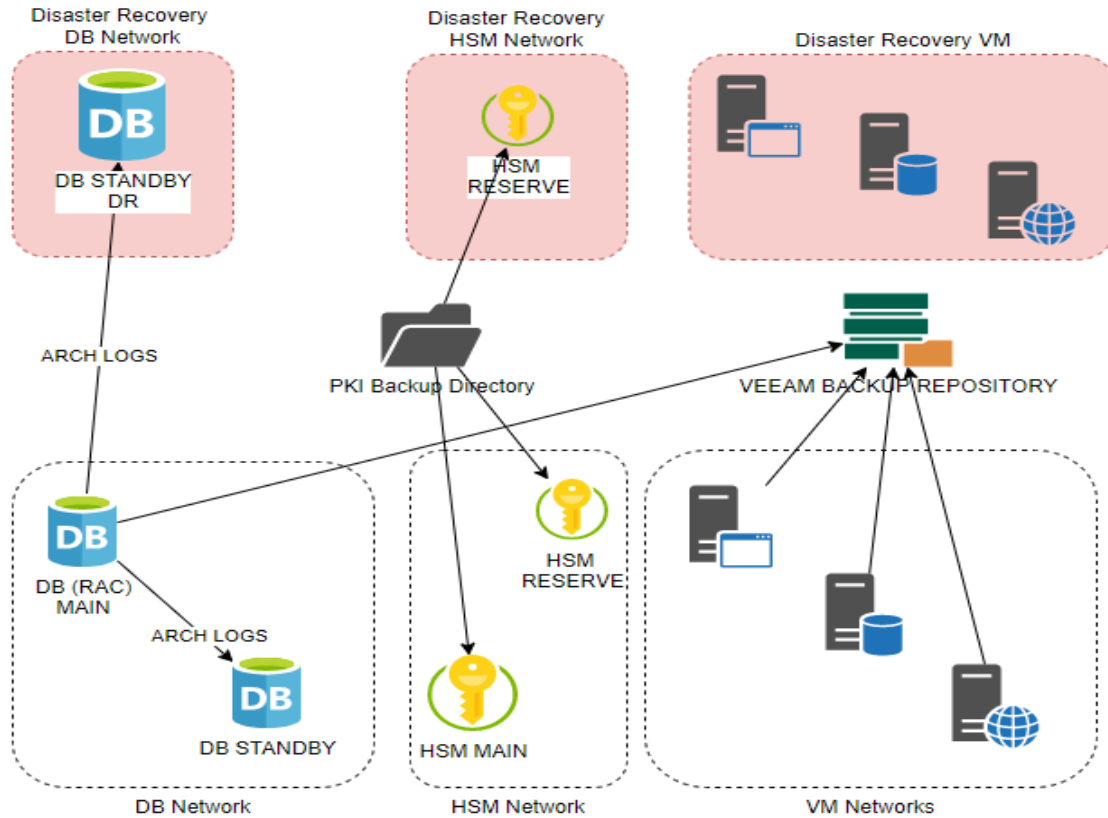 Disaster Recovery
DB Network
Disaster Recovery
HSM Network
Disaster Recovery VM
DB
DB STANDBY
DR
HSM
RESERVE
ARCH LOGS
PKI Backup Directory
VEEAM BACKUP REPOSITORY
DB
DB (RAC)
MAIN
ARCH LOGS
DB
DB STANDBY
HSM
RESERVE
HSM MAIN
DB Network
HSM Network
VM Networks